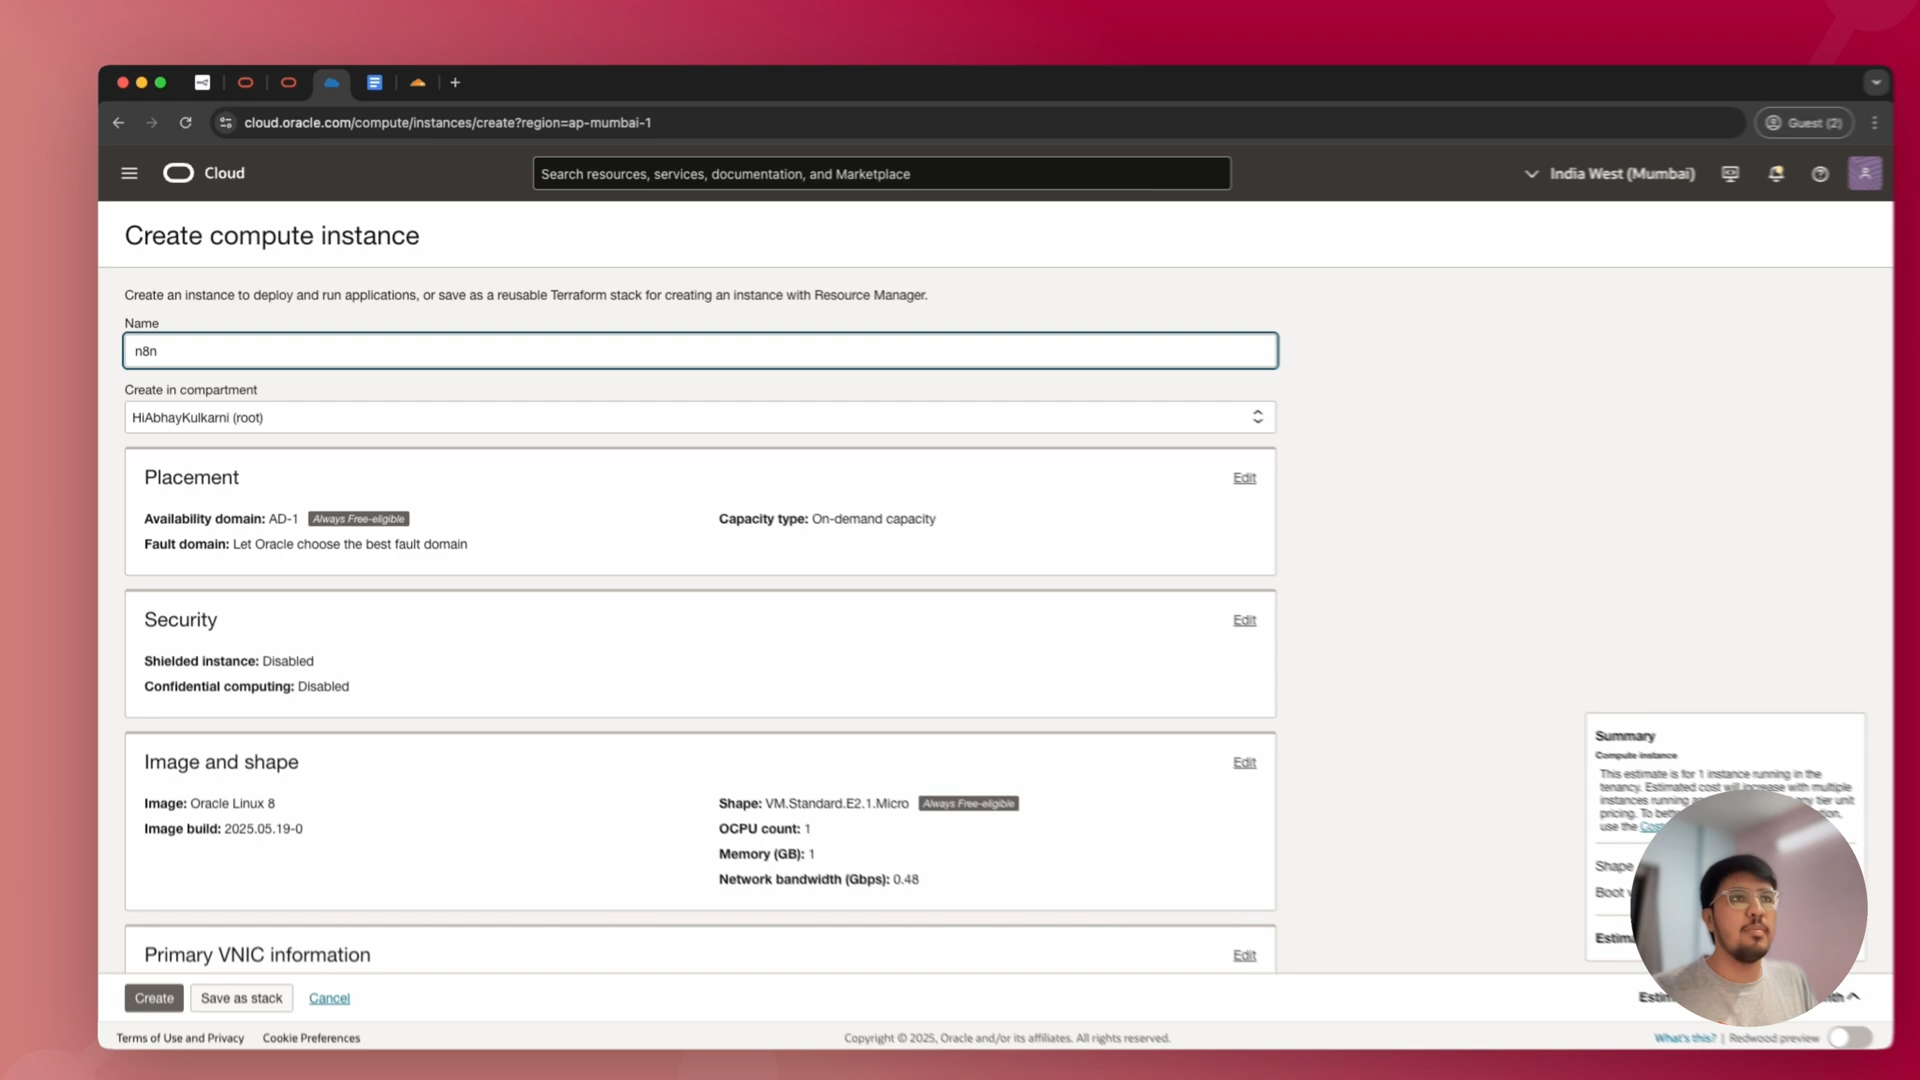 cloud.oracle.com/compute/instances/create?region=ap-mumbai-1
Guest (2)
Cloud
Search resources, services, documentation, and Marketplace
India West (Mumbai)
Create compute instance
Create an instance to deploy and run applications, or save as a reusable Terraform stack for creating an instance with Resource Manager.
Name
n8n
Create in compartment
HiAbhayKulkarni (root)
Placement
Edit
Availability domain: AD-1 Always Free-eligible
Capacity type: On-demand capacity
Fault domain: Let Oracle choose the best fault domain
Security
Edit
Shielded instance: Disabled
Confidential computing: Disabled
Image and shape
Edit
Image: Oracle Linux 8
Image build: 2025.05.19-0
Shape: VM.Standard.E2.1.Micro Always Free-eligible
OCPU count: 1
Memory (GB): 1
Network bandwidth (Gbps): 0.48
Primary VNIC information
Edit
Summary
Compute instance
This estimate is for 1 instance running in the
tenancy. Estimated cost will increase with multiple
instances running tier unit
pricing. To
use the
Shape
Boot
Create
Save as stack
Cancel
Terms of Use and Privacy
Cookie Preferences
Copyright © 2025, Oracle and/or its affiliates. All rights reserved.
What's this? | Redwood preview